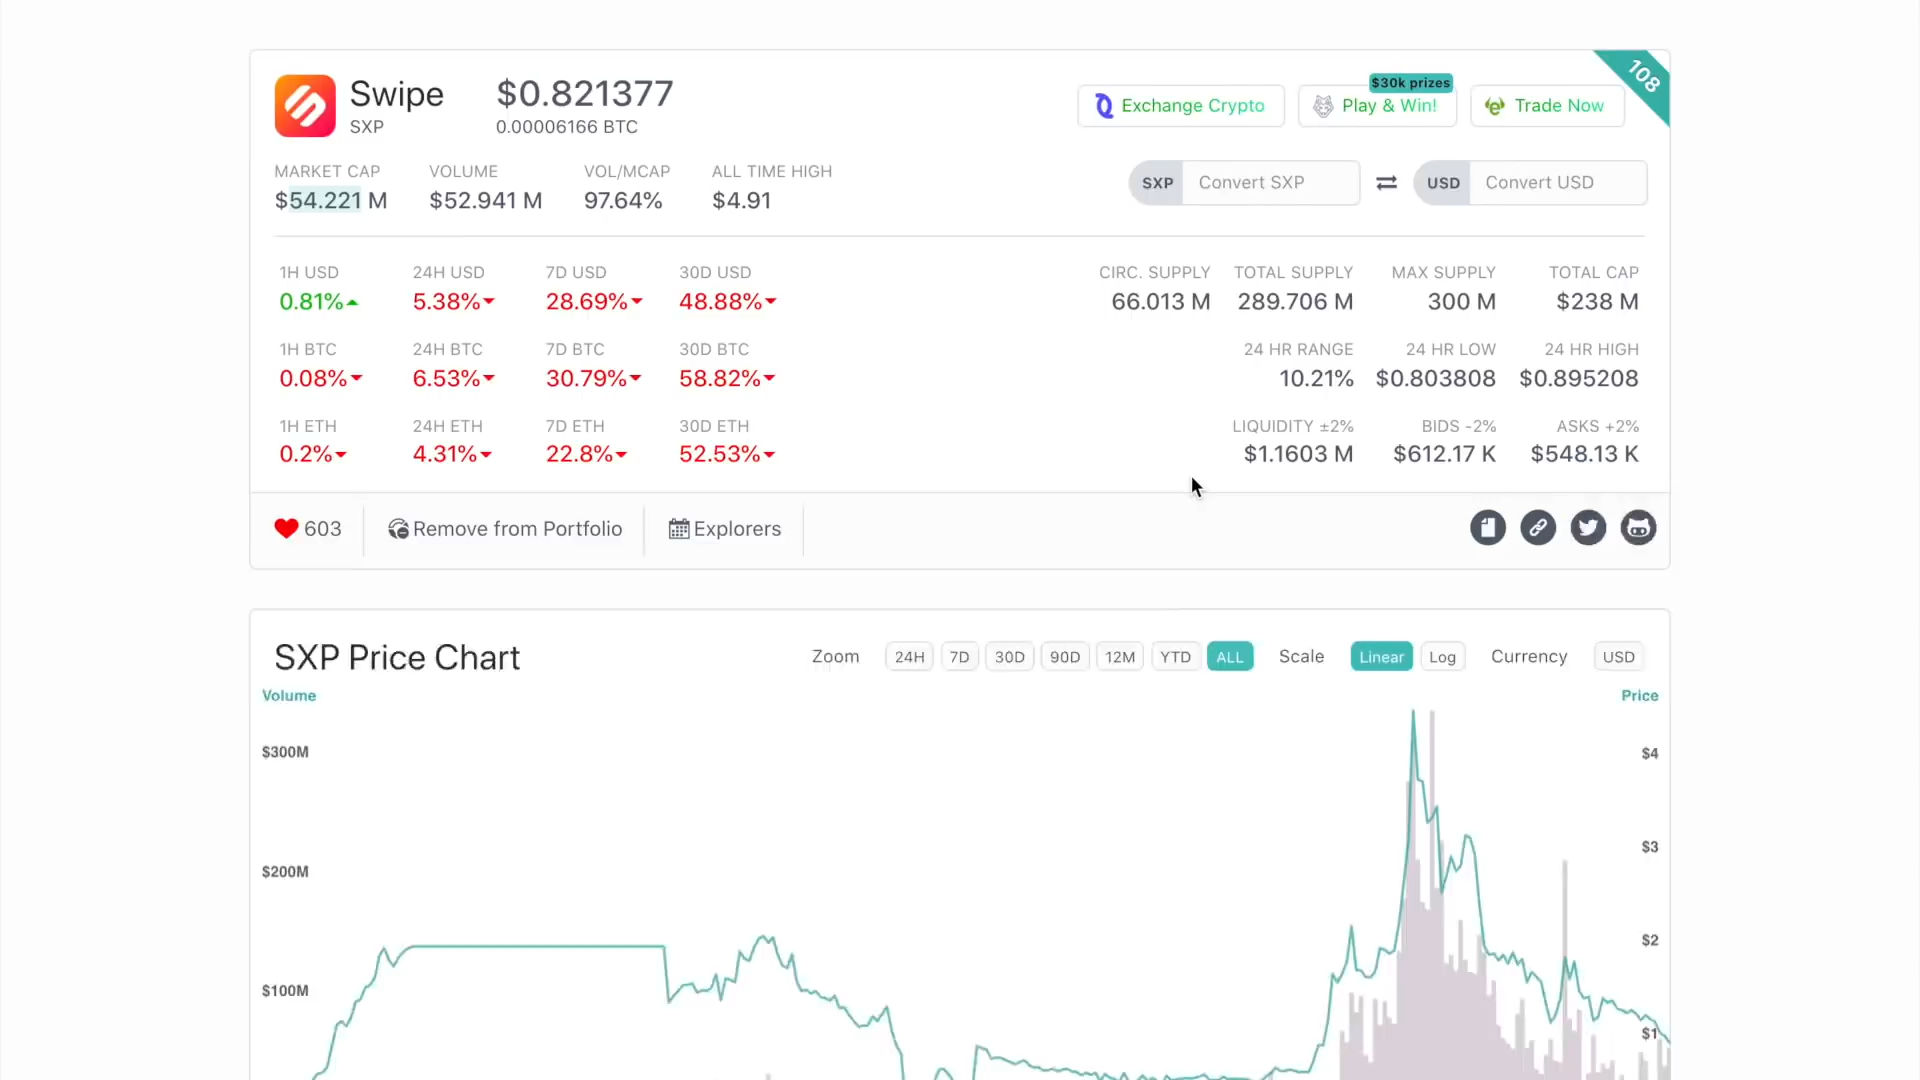 108
Swipe
SXP
$0.821377
0.00006166 BTC
Exchange Crypto
$30k prizes
Play & Win!
Trade Now
MARKET CAP VOLUME VOL/MCAP ALL TIME HIGH
$54.221 M $52.941 M 97.64% $4.91
SXP Convert SXP USD Convert USD
1H USD 24H USD 7D USD 30D USD
0.81% 5.38% 28.69% 48.88%
1H BTC 24H BTC 7D BTC 30D BTC
0.08% 6.53% 30.79% 58.82%
1H ETH 24H ETH 7D ETH 30D ETH
0.2% 4.31% 22.8% 52.53%
CIRC. SUPPLY TOTAL SUPPLY MAX SUPPLY TOTAL CAP
66.013 M 289.706 M 300 M $238 M
24 HR RANGE 24 HR LOW 24 HR HIGH
10.21% $0.803808 $0.895208
LIQUIDITY ±2% BIDS -2% ASKS +2%
$1.1603 M $612.17 K $548.13 K
603 Remove from Portfolio Explorers
SXP Price Chart Zoom 24H 7D 30D 90D 12M YTD ALL Scale Linear Log Currency USD
Volume Price
$300M $4
$3
$200M
$2
$100M
$1